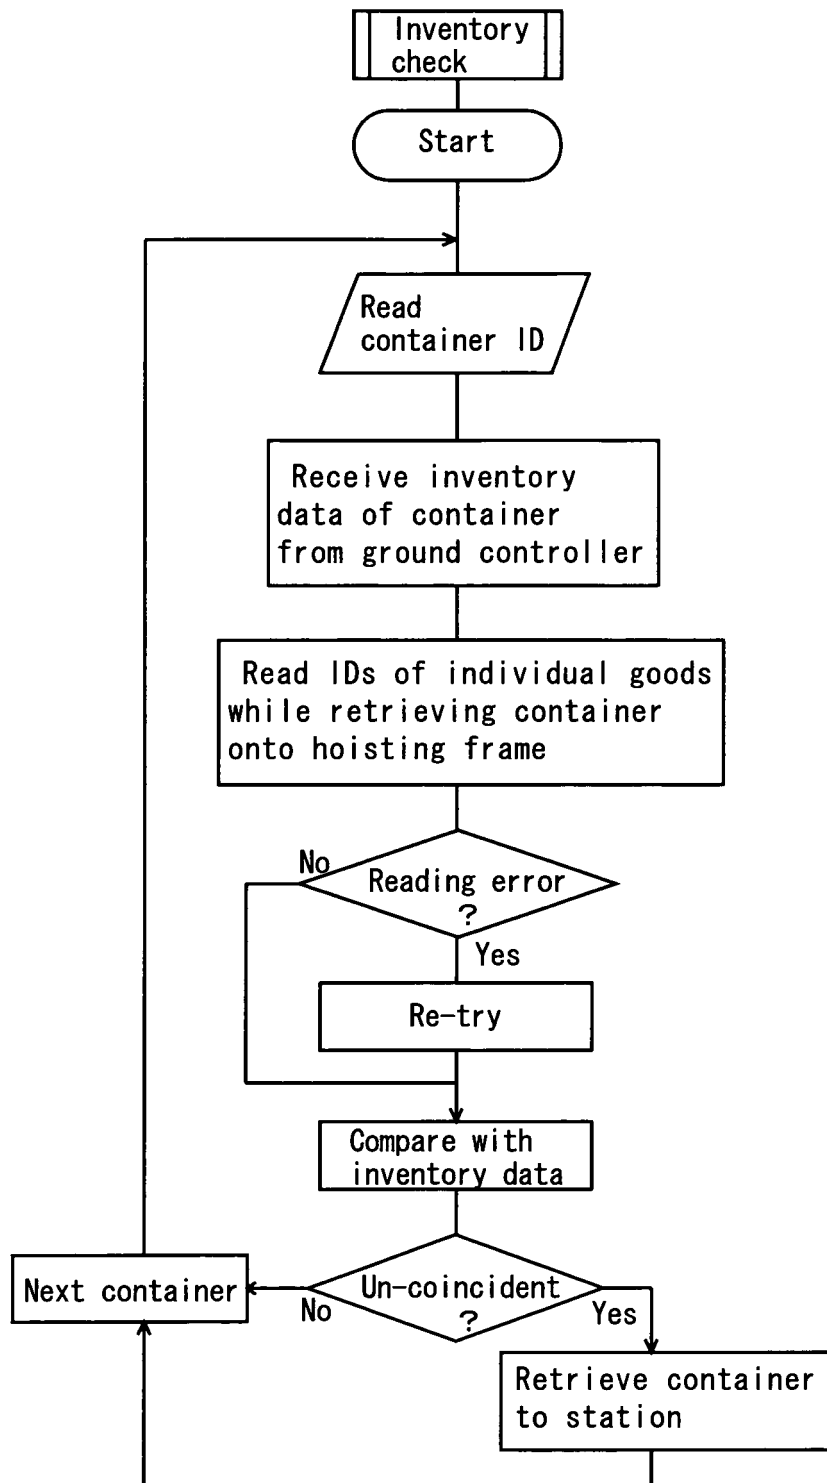 Inventory
check
Start
Read
container ID
Receive inventory
data of container
from ground controller
Read IDs of individual goods
while retrieving container
onto hoisting frame
No
Reading error
?
Yes
Re-try
Compare with
inventory data
Next container
No
Un-coincident
?
Yes
Retrieve container
to station